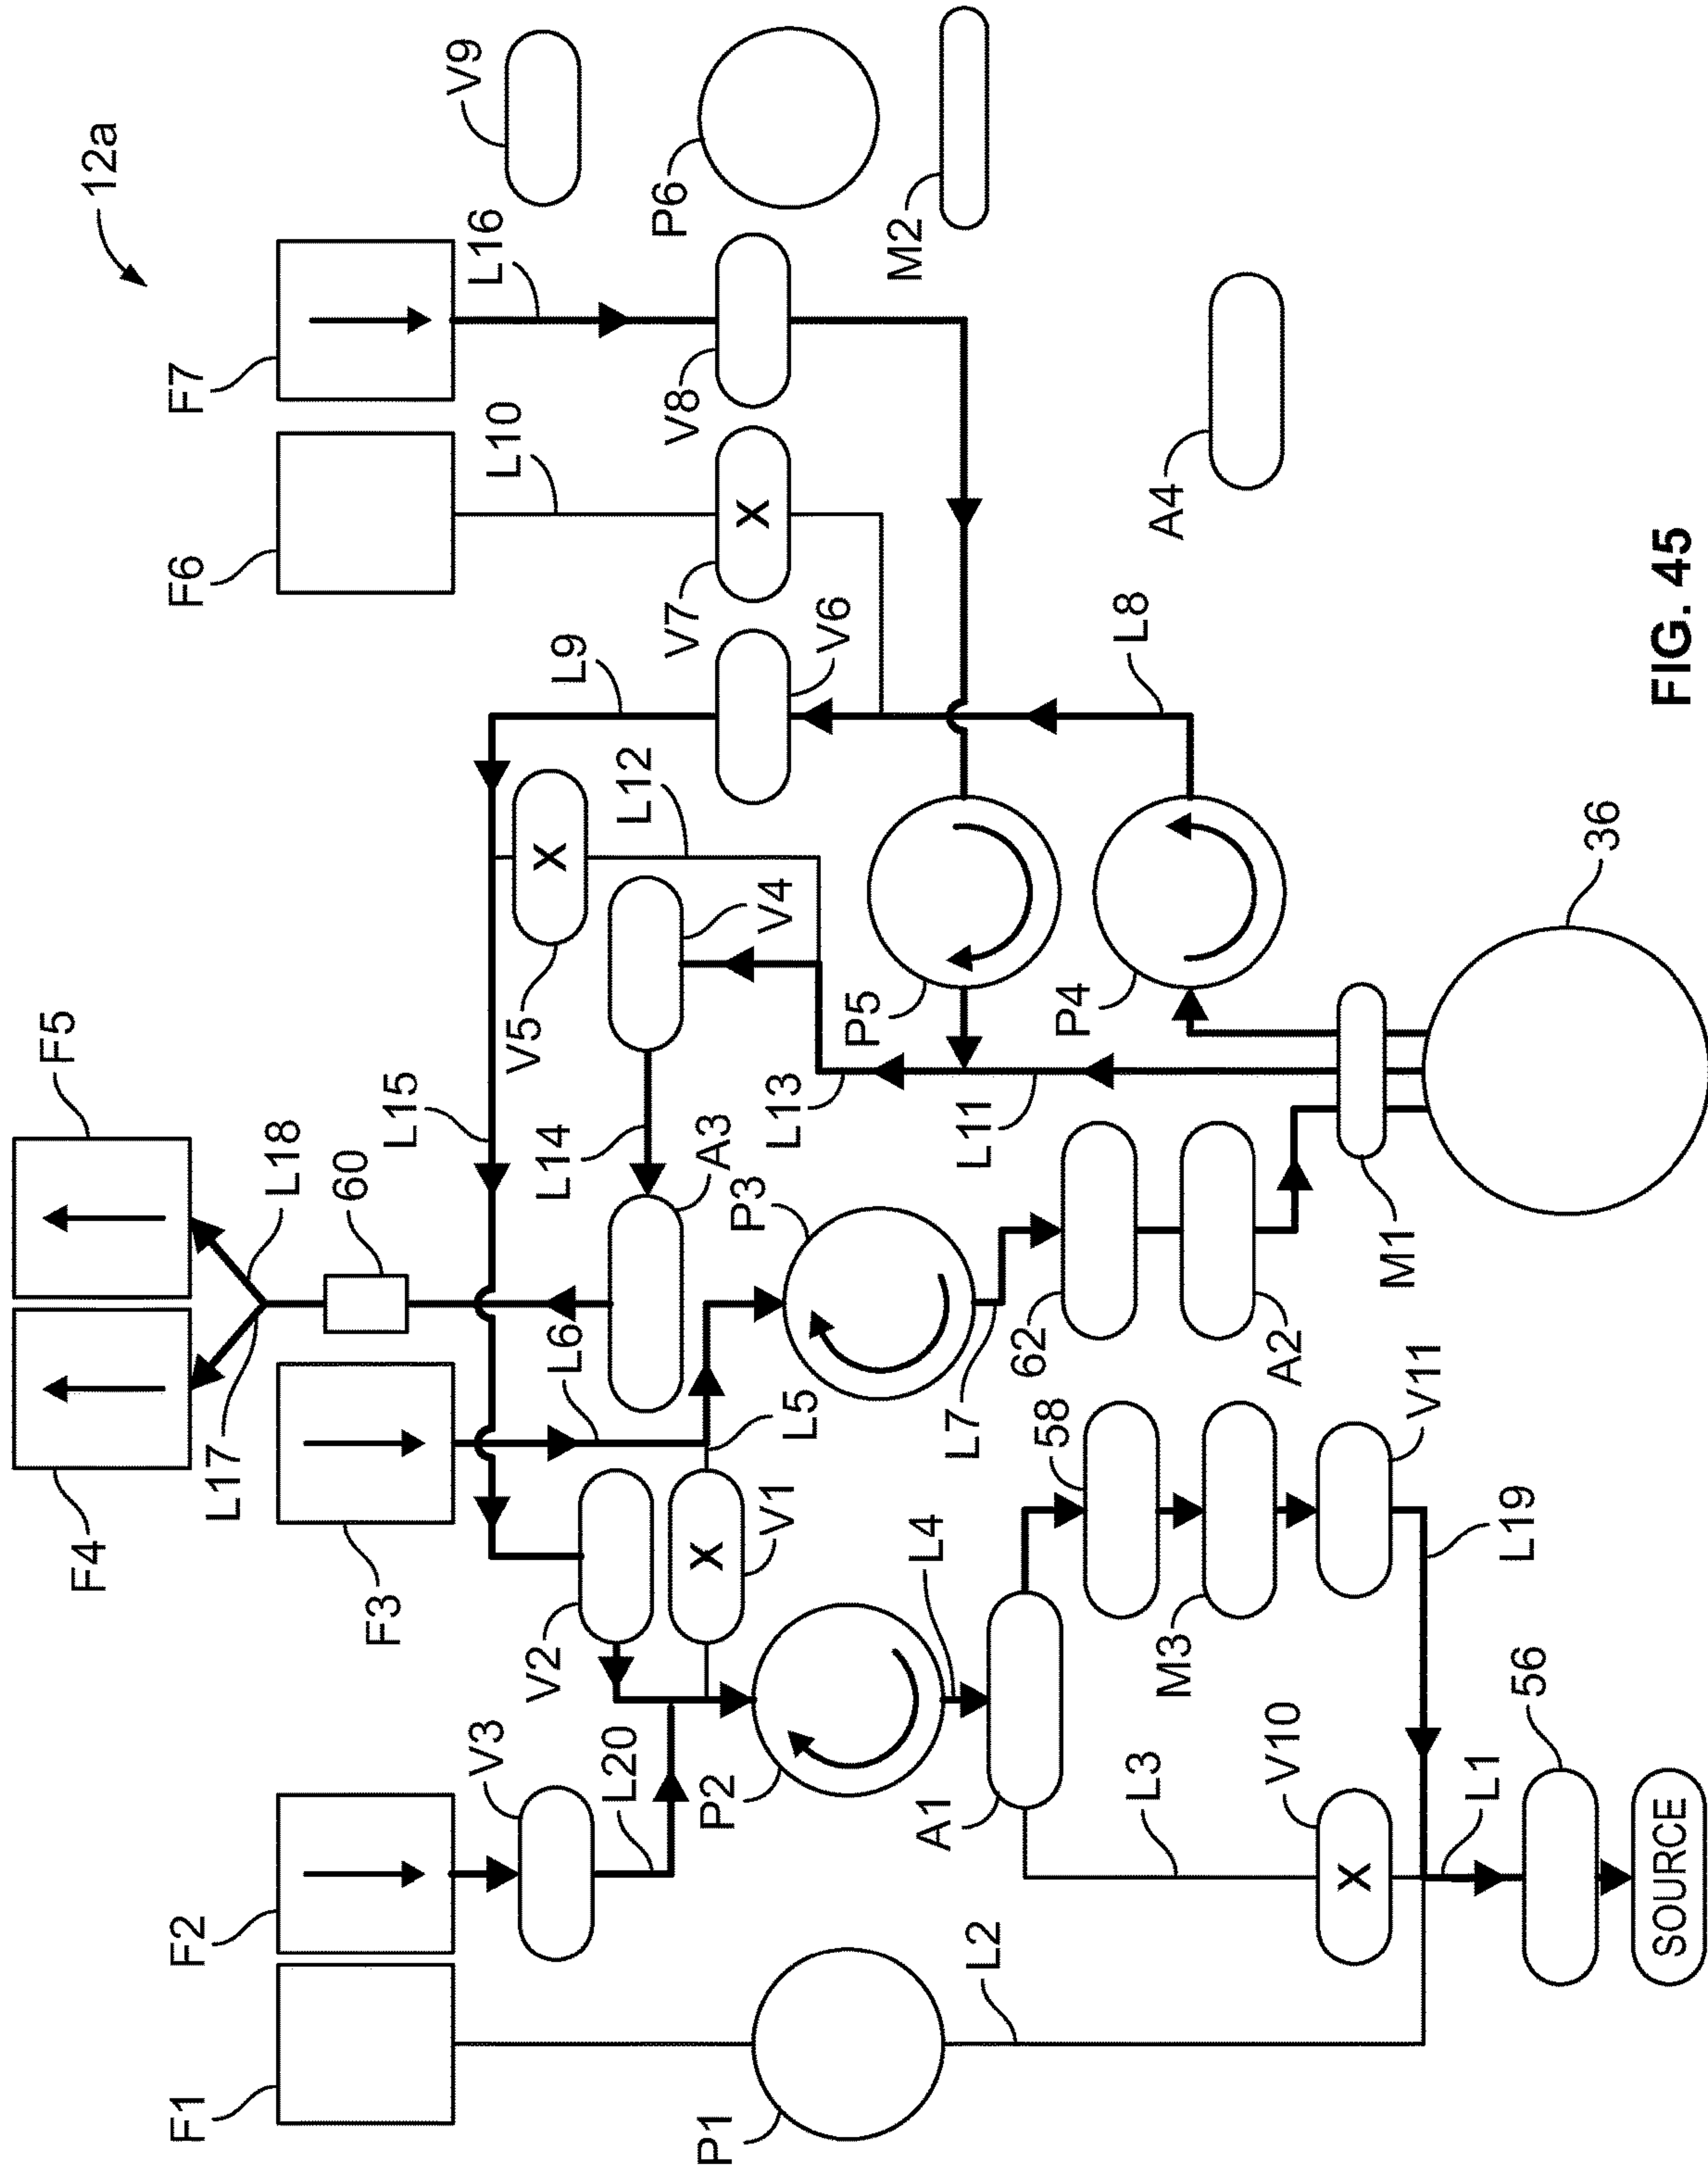 12a
F1
F2
F3
F4
F5
F6
F7
L17
L18
60
L15
L16
L10
L9
V9
V3
V2
L6
L14
V5
L12
V4
V6
V7
X
V8
P6
M2
L20
X
V1
L5
A3
L13
P1
P2
P3
P5
P4
L4
L7
L11
L8
A4
L2
L3
A1
58
62
M3
A2
M1
36
V10
X
V11
X
L19
L1
56
SOURCE
FIG. 45